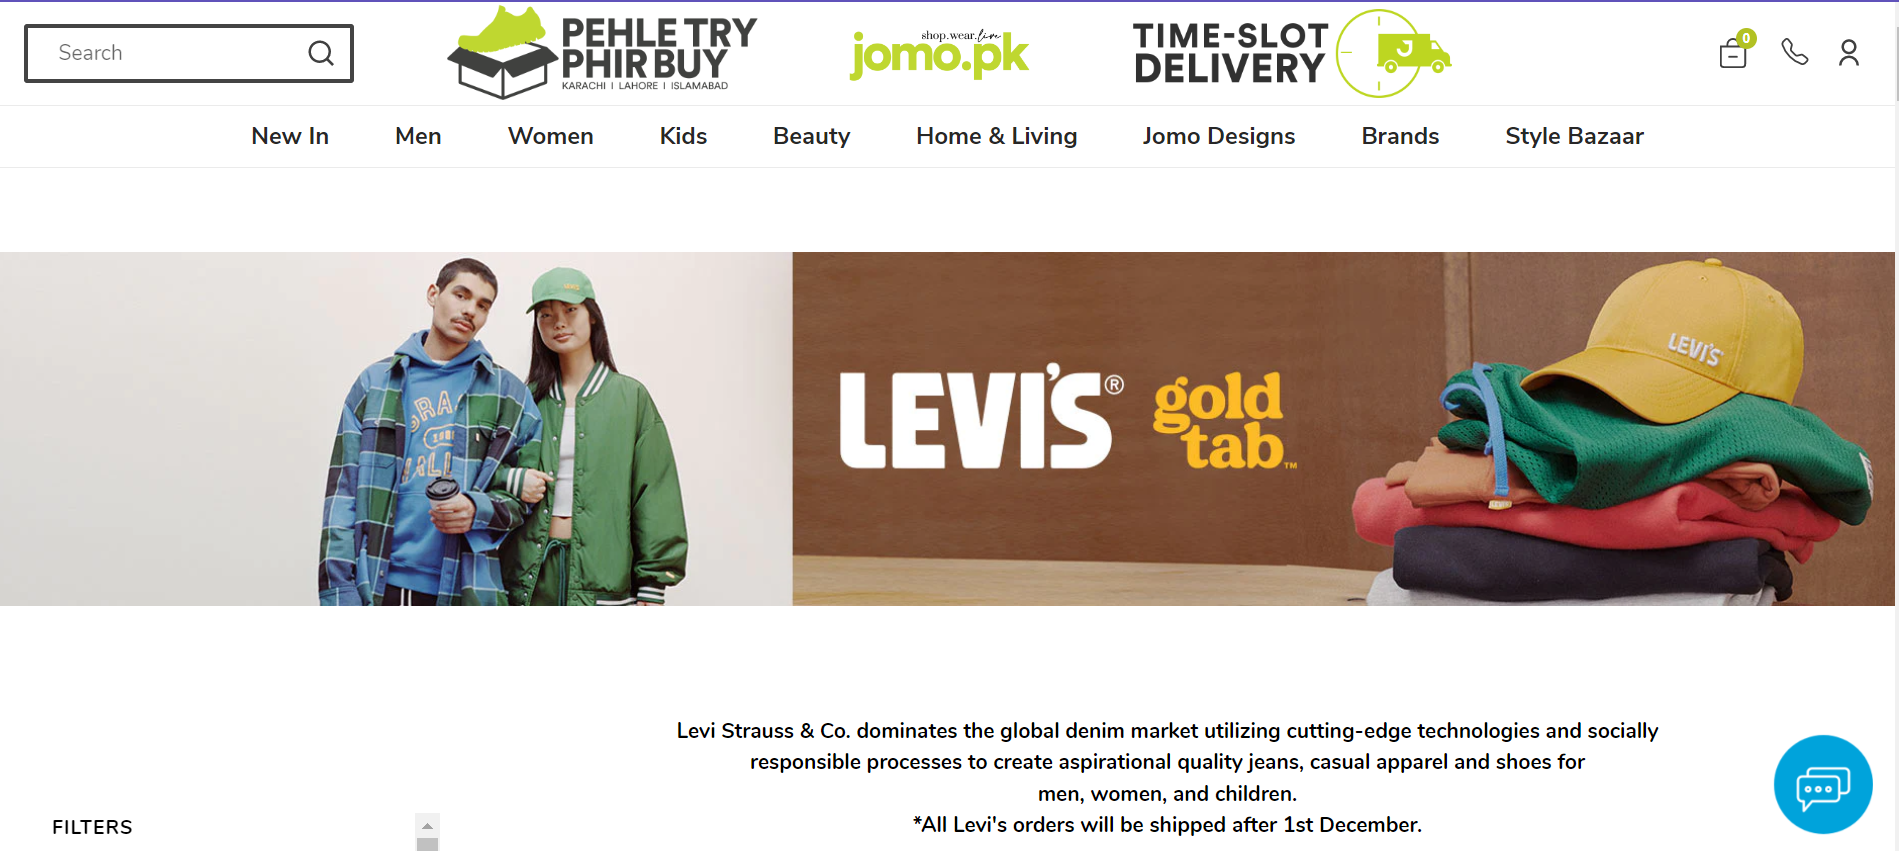 Search
PEHLE TRY
PHIR BUY
KARACHI | LAHORE | ISLAMABAD
shop.wear.live
jomo.pk
TIME-SLOT
DELIVERY
J
0
New In
Men
Women
Kids
Beauty
Home & Living
Jomo Designs
Brands
Style Bazaar
LEVI'S
LEVI'S® gold
tab™
LEVI'S
Levi Strauss & Co. dominates the global denim market utilizing cutting-edge technologies and socially
responsible processes to create aspirational quality jeans, casual apparel and shoes for
men, women, and children.
*All Levi's orders will be shipped after 1st December.
FILTERS